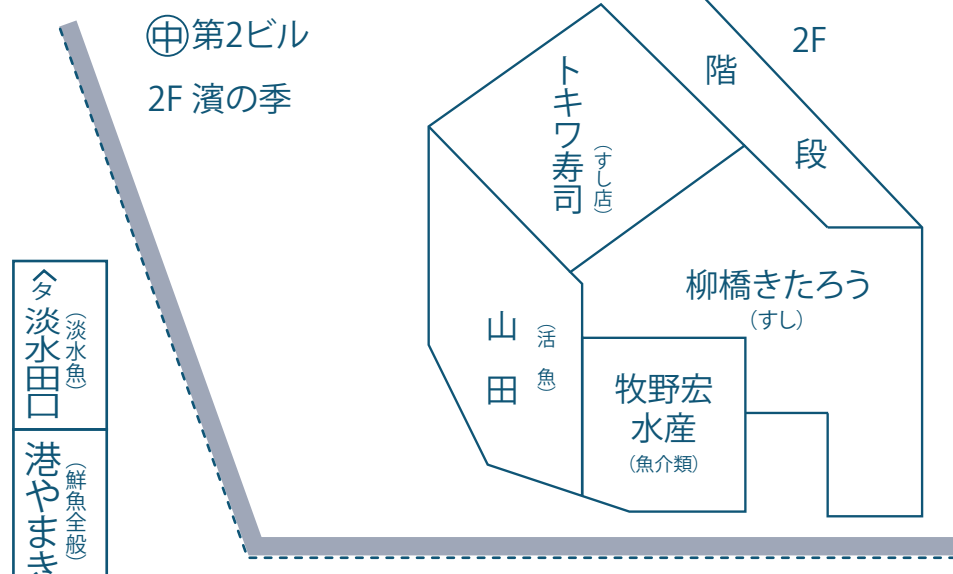 ㊥第2ビル
2F 濱の季
2F
階段
トキワ寿司
（すし店）
柳橋きたろう
（すし）
山田
（活魚）
牧野宏
水産
（魚介類）
タ
淡水田口
（淡水魚）
港やまき
（鮮魚全般）